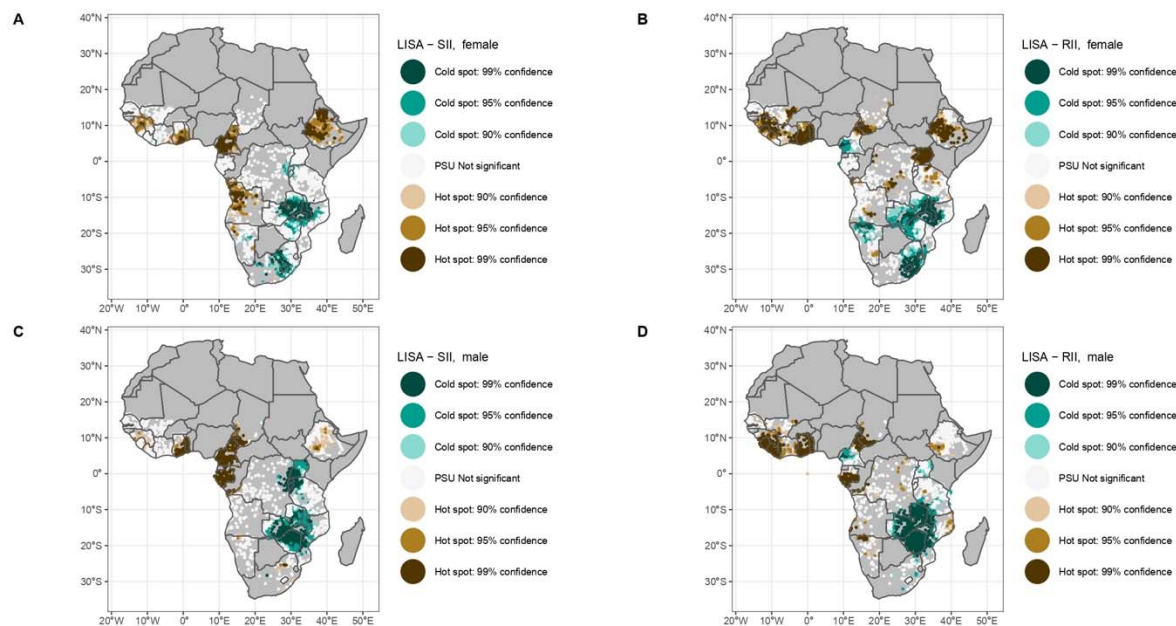 A
LISA − SII, female
Cold spot: 99% confidence
Cold spot: 95% confidence
Cold spot: 90% confidence
PSU Not significant
Hot spot: 90% confidence
Hot spot: 95% confidence
Hot spot: 99% confidence
40°N
30°N
20°N
10°N
0°
10°S
20°S
30°S
20°W 10°W 0° 10°E 20°E 30°E 40°E 50°E
B
LISA − RII, female
Cold spot: 99% confidence
Cold spot: 95% confidence
Cold spot: 90% confidence
PSU Not significant
Hot spot: 90% confidence
Hot spot: 95% confidence
Hot spot: 99% confidence
40°N
30°N
20°N
10°N
0°
10°S
20°S
30°S
20°W 10°W 0° 10°E 20°E 30°E 40°E 50°E
C
LISA − SII, male
Cold spot: 99% confidence
Cold spot: 95% confidence
Cold spot: 90% confidence
PSU Not significant
Hot spot: 90% confidence
Hot spot: 95% confidence
Hot spot: 99% confidence
40°N
30°N
20°N
10°N
0°
10°S
20°S
30°S
20°W 10°W 0° 10°E 20°E 30°E 40°E 50°E
D
LISA − RII, male
Cold spot: 99% confidence
Cold spot: 95% confidence
Cold spot: 90% confidence
PSU Not significant
Hot spot: 90% confidence
Hot spot: 95% confidence
Hot spot: 99% confidence
40°N
30°N
20°N
10°N
0°
10°S
20°S
30°S
20°W 10°W 0° 10°E 20°E 30°E 40°E 50°E